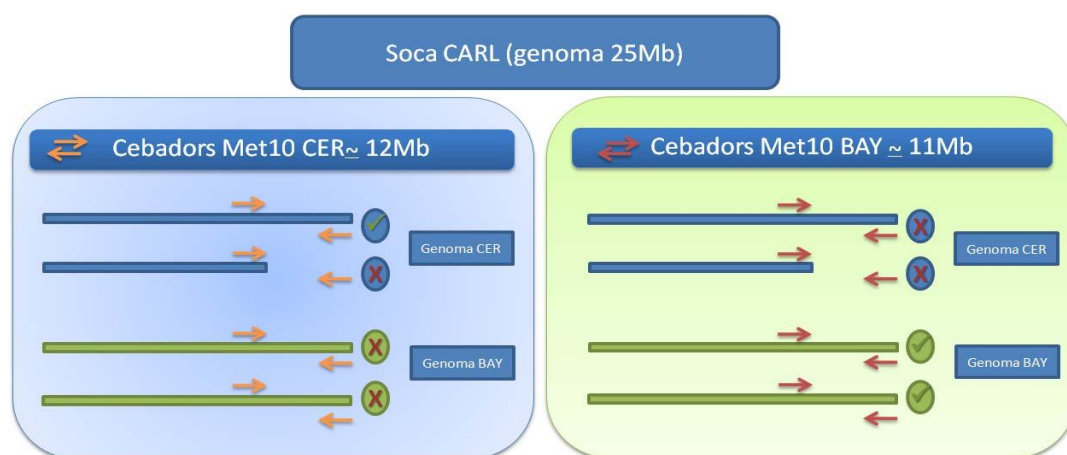 Soca CARL (genoma 25Mb)
Cebadors Met10 CER~ 12Mb
Genoma CER
Genoma BAY
Cebadors Met10 BAY ~ 11Mb
Genoma CER
Genoma BAY